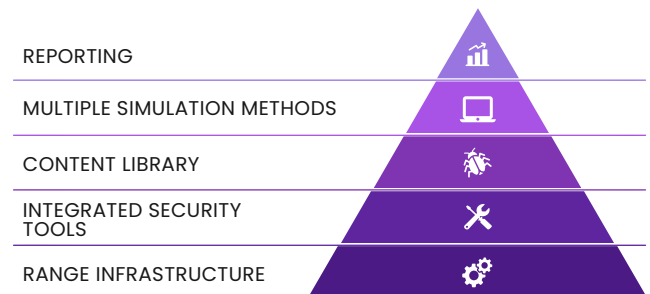 REPORTING
MULTIPLE SIMULATION METHODS
CONTENT LIBRARY
INTEGRATED SECURITY
TOOLS
RANGE INFRASTRUCTURE